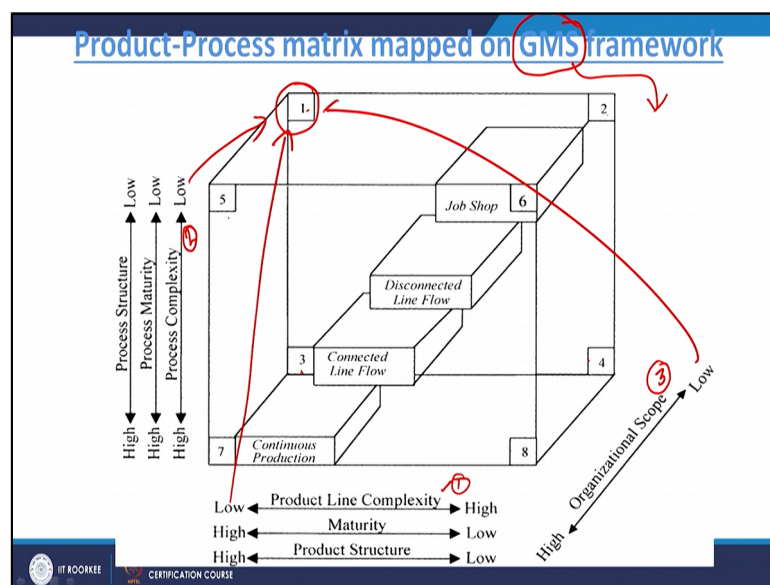 Product-Process matrix mapped on GMS framework
1.
2
5
6
Job Shop
Disconnected
Line Flow
3
Connected
Line Flow
4
7
Continuous
Production
8
Low
Low
Low
Process Structure
Process Maturity
Process Complexity
2
High
High
High
Low Product Line Complexity High
1
High Maturity Low
High Product Structure Low
3
Low
Organizational Scope
High
IIT ROORKEE
NPTEL
CERTIFICATION COURSE